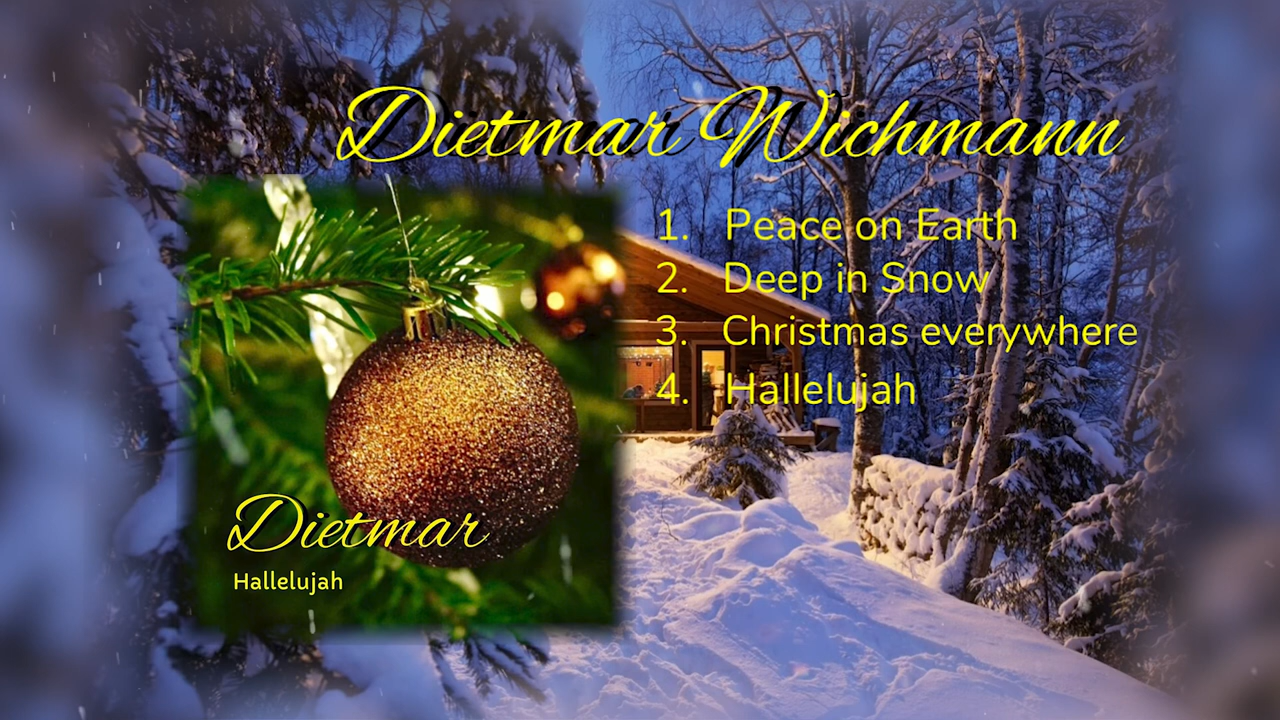 Dietmar Wichmann
1. Peace on Earth
2. Deep in Snow
3. Christmas everywhere
4. Hallelujah
Dietmar
Hallelujah